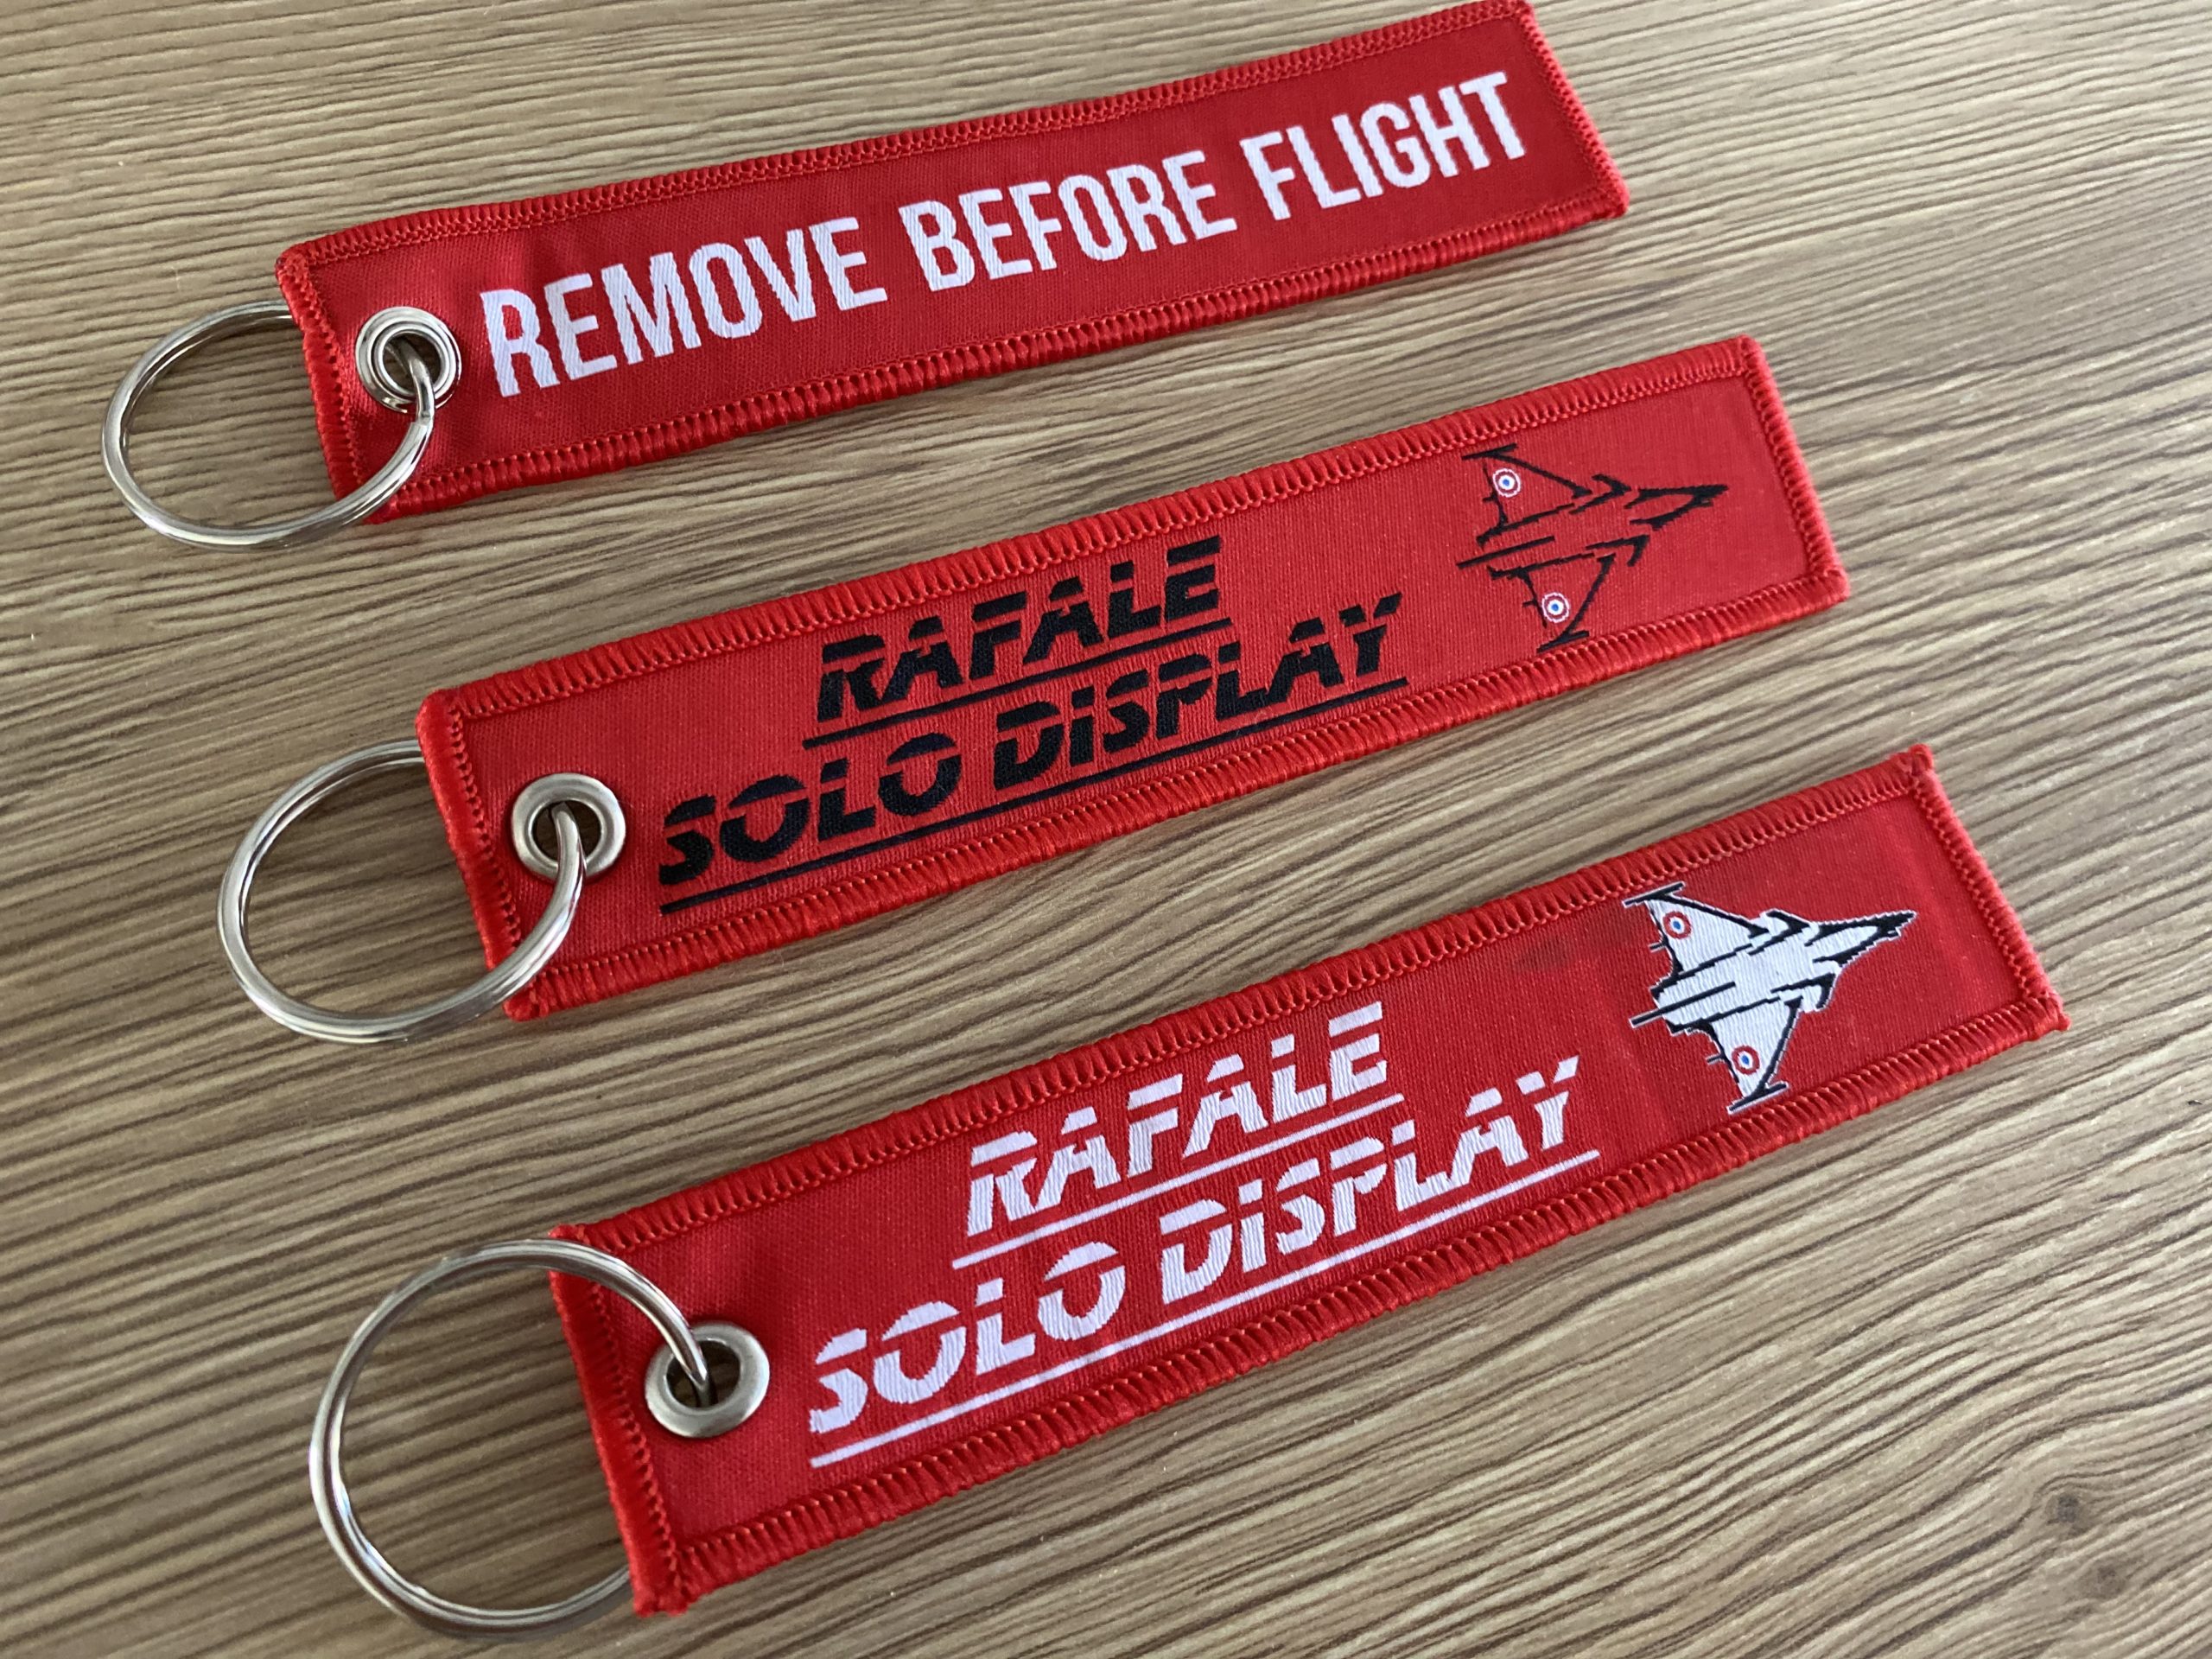 REMOVE BEFORE FLIGHT
RAFALE
SOLO DiSPLAY
RAFALE
SOLO DiSPLAY